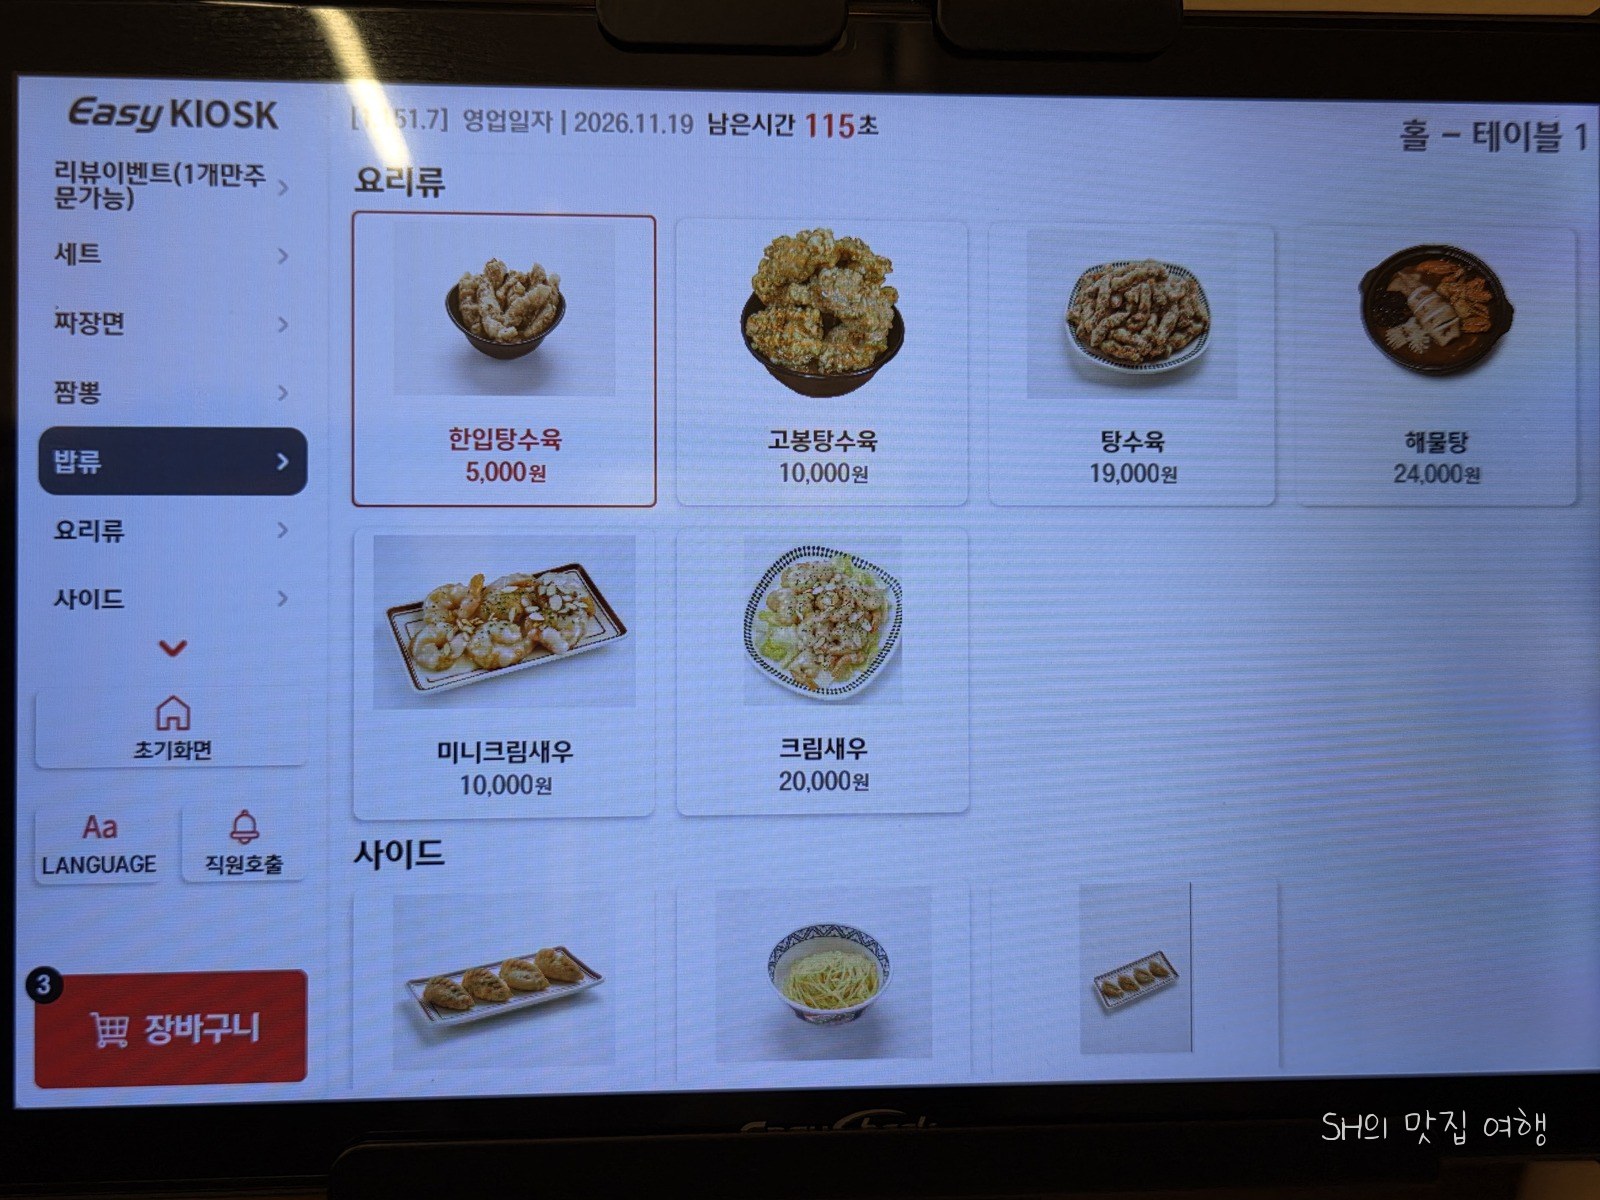 Easy KIOSK
51.7] 영업일자 | 2026.11.19 남은시간 115초
홀 - 테이블 1
리뷰이벤트(1개만주
문가능)
세트
짜장면
짬뽕
밥류
요리류
사이드
초기화면
Aa
LANGUAGE
직원호출
3
장바구니
요리류
한입탕수육
5,000원
고봉탕수육
10,000원
탕수육
19,000원
해물탕
24,000원
미니크림새우
10,000원
크림새우
20,000원
사이드
SH의 맛집 여행